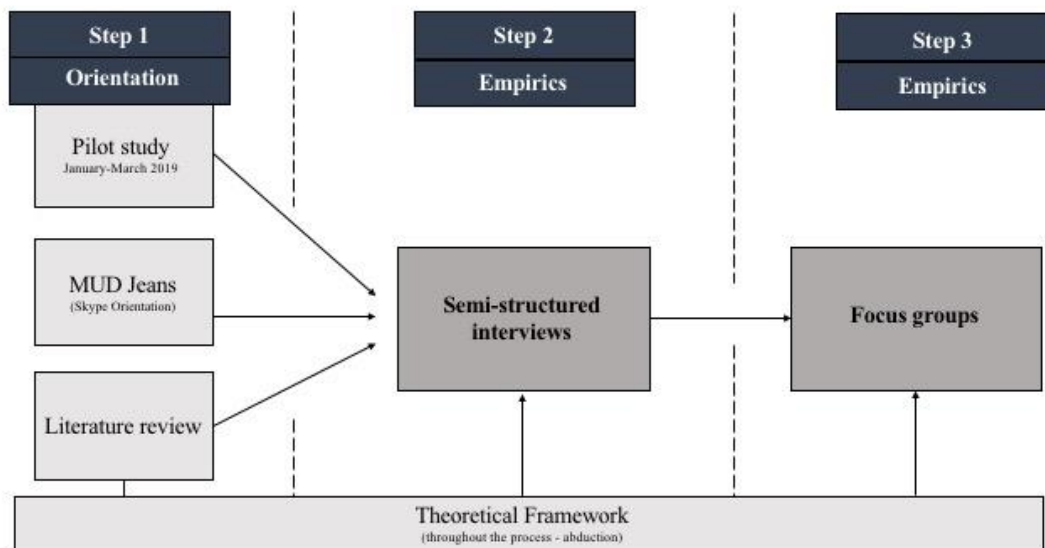 Step 1
Orientation
Pilot study
January-March 2019
MUD Jeans
(Skype Orientation)
Literature review
Step 2
Empirics
Semi-structured
interviews
Step 3
Empirics
Focus groups
Theoretical Framework
(throughout the process - abduction)